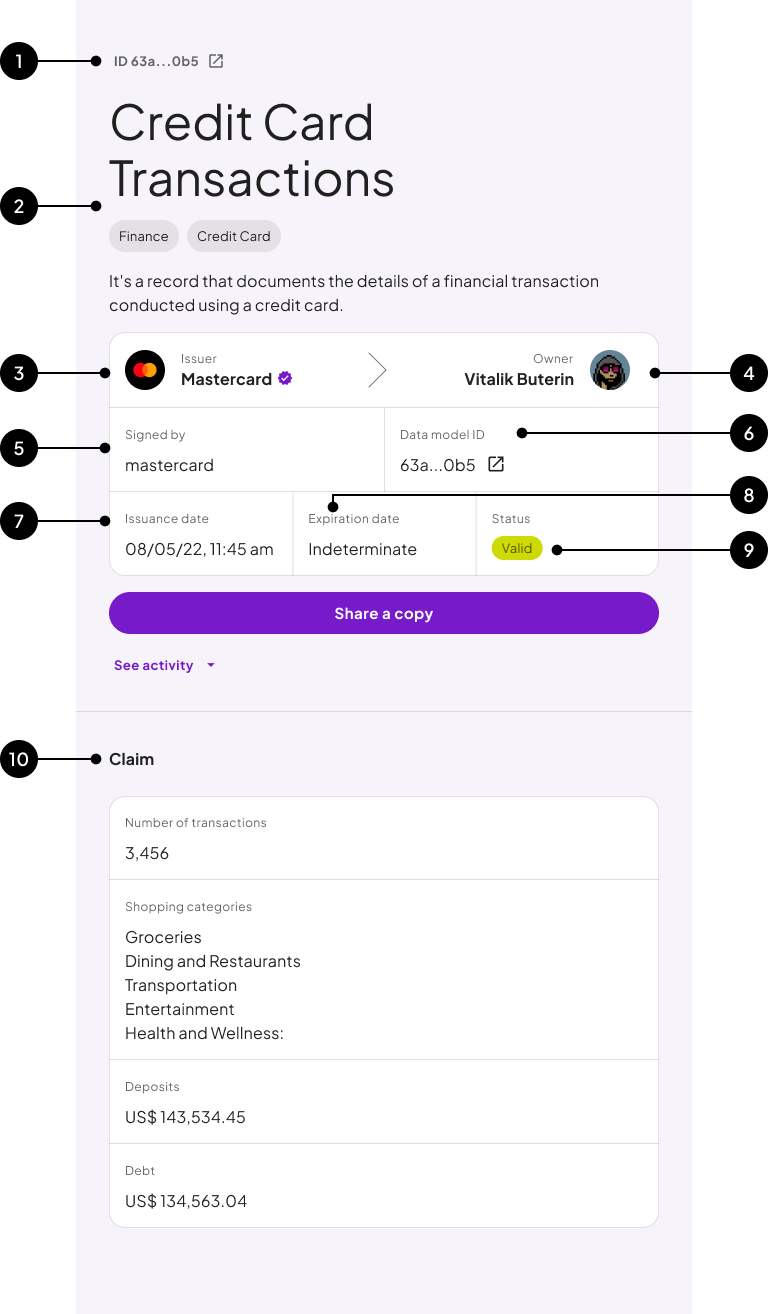 1
ID 63a...0b5
Credit Card
Transactions
2
Finance
Credit Card
It's a record that documents the details of a financial transaction
conducted using a credit card.
3
Issuer
Mastercard
Owner
Vitalik Buterin
4
5
Signed by
mastercard
Data model ID
63a...0b5
6
7
Issuance date
08/05/22, 11:45 am
8
Expiration date
Indeterminate
Status
Valid
9
Share a copy
See activity
10
Claim
Number of transactions
3,456
Shopping categories
Groceries
Dining and Restaurants
Transportation
Entertainment
Health and Wellness:
Deposits
US$ 143,534.45
Debt
US$ 134,563.04